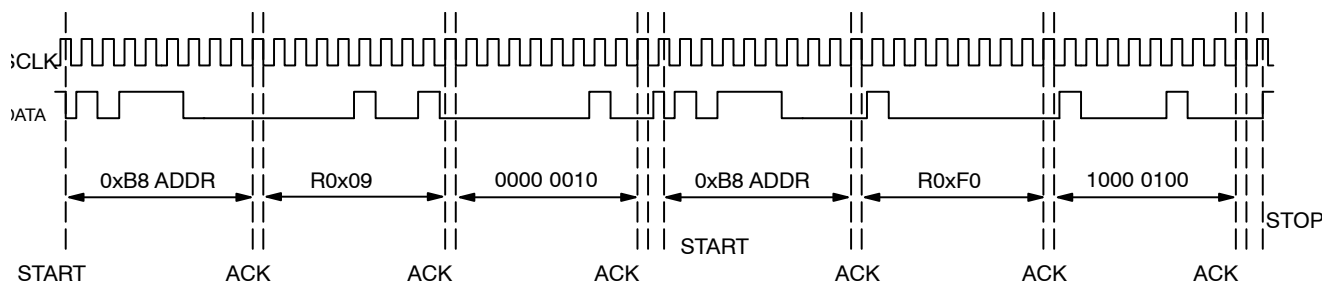 SCLK
DATA
0xB8 ADDR R0x09 0000 0010 0xB8 ADDR R0xF0 1000 0100
STOP
START
START ACK ACK ACK ACK ACK ACK